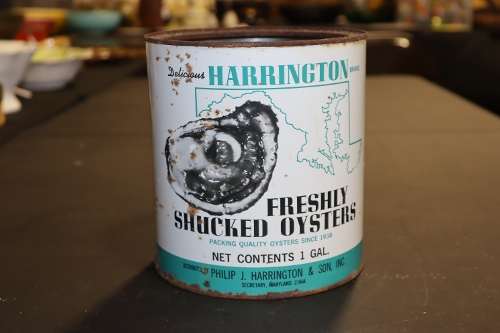 Delicious HARRINGTON BRAND
FRESHLY
SHUCKED OYSTERS
PACKING QUALITY OYSTERS SINCE 1938
NET CONTENTS 1 GAL.
PHILIP J. HARRINGTON & SON, INC.
SECRETARY, MARYLAND 21664